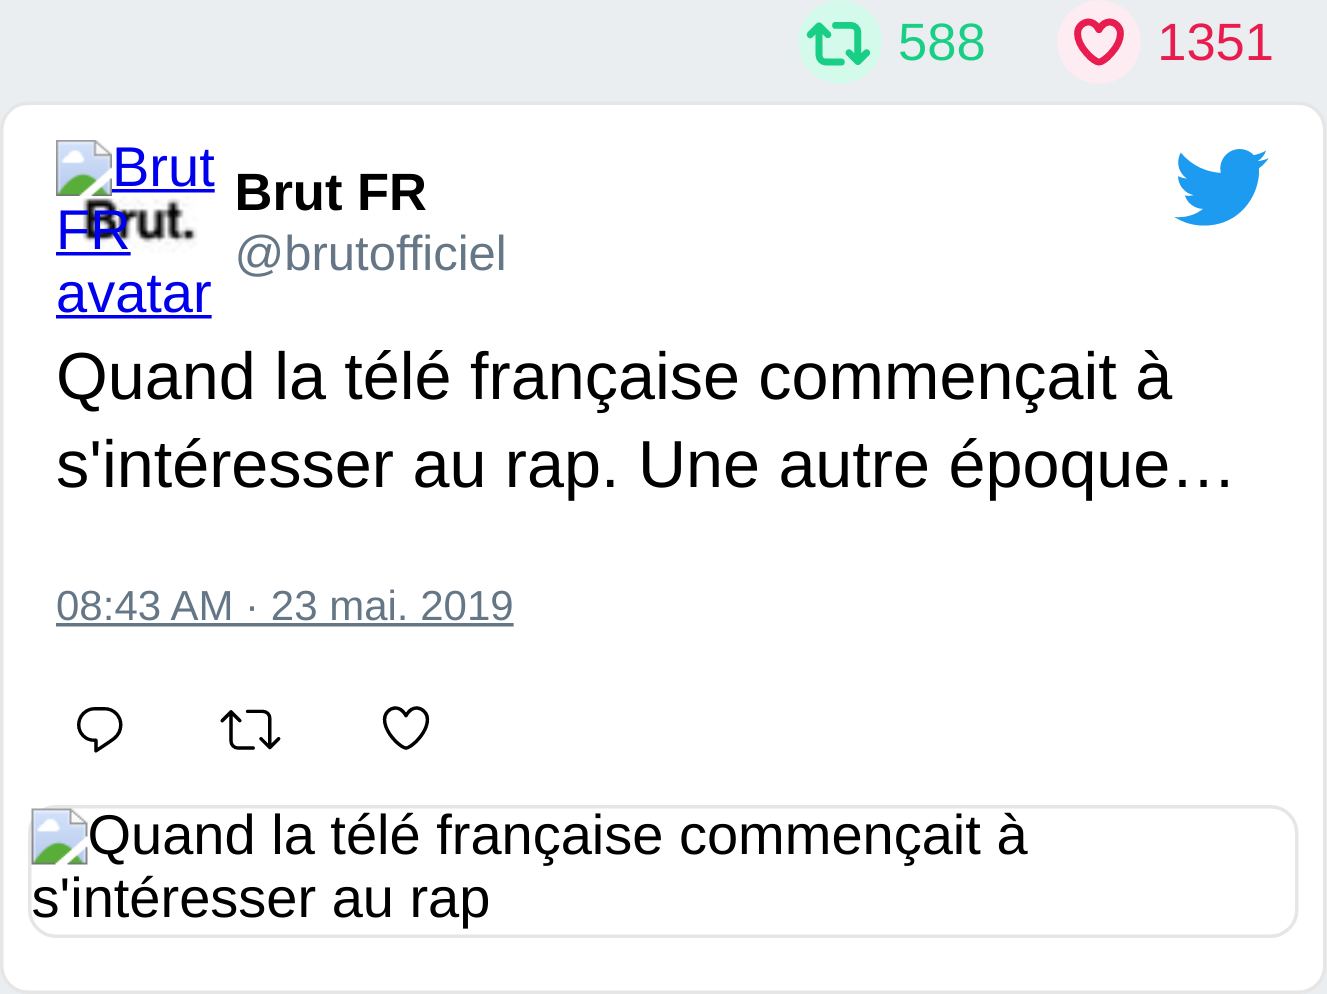 588 1351
Brut
Brut FR
Brut.
FR
@brutofficiel
avatar
Quand la télé française commençait à
s'intéresser au rap. Une autre époque…
08:43 AM · 23 mai. 2019
Quand la télé française commençait à
s'intéresser au rap